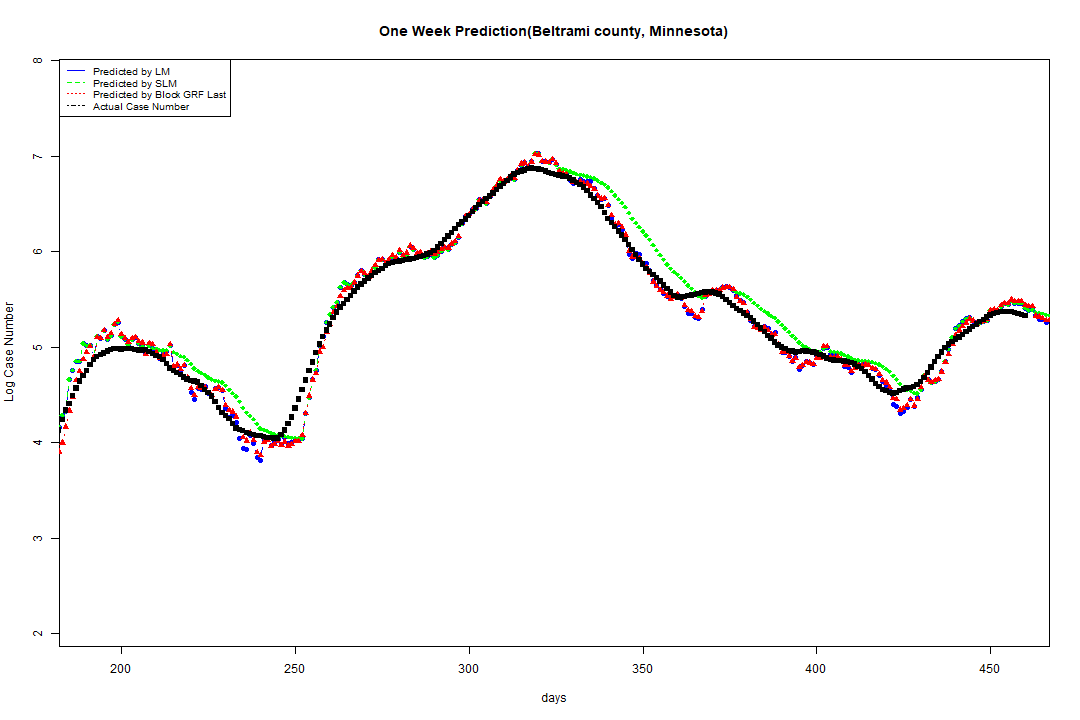 One Week Prediction(Beltrami county, Minnesota)
Predicted by LM
Predicted by SLM
Predicted by Block GRF Last
Actual Case Number
Log Case Number
8
7
6
5
4
3
2
200 250 300 350 400 450
days